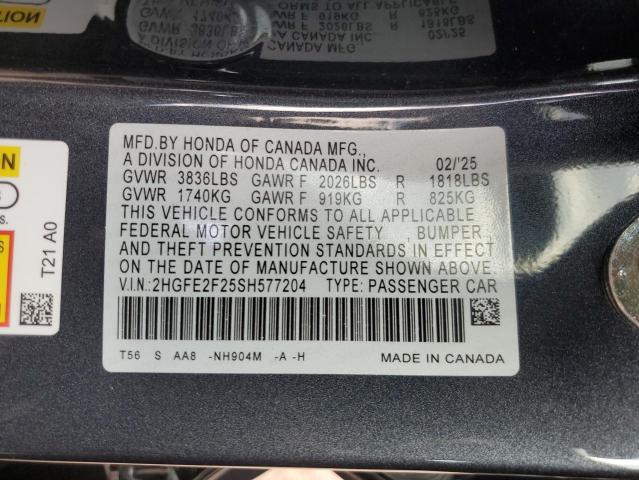 MFD.BY HONDA OF CANADA MFG.,
A DIVISION OF HONDA CANADA INC. 02/'25
GVWR 3836LBS GAWR F 2026LBS R 1818LBS
GVWR 1740KG GAWR F 919KG R 825KG
THIS VEHICLE CONFORMS TO ALL APPLICABLE
FEDERAL MOTOR VEHICLE SAFETY , BUMPER ,
AND THEFT PREVENTION STANDARDS IN EFFECT
ON THE DATE OF MANUFACTURE SHOWN ABOVE.
V.I.N.:2HGFE2F25SH577204 TYPE: PASSENGER CAR
T56 S AA8 -NH904M -A -H MADE IN CANADA
T21 A0